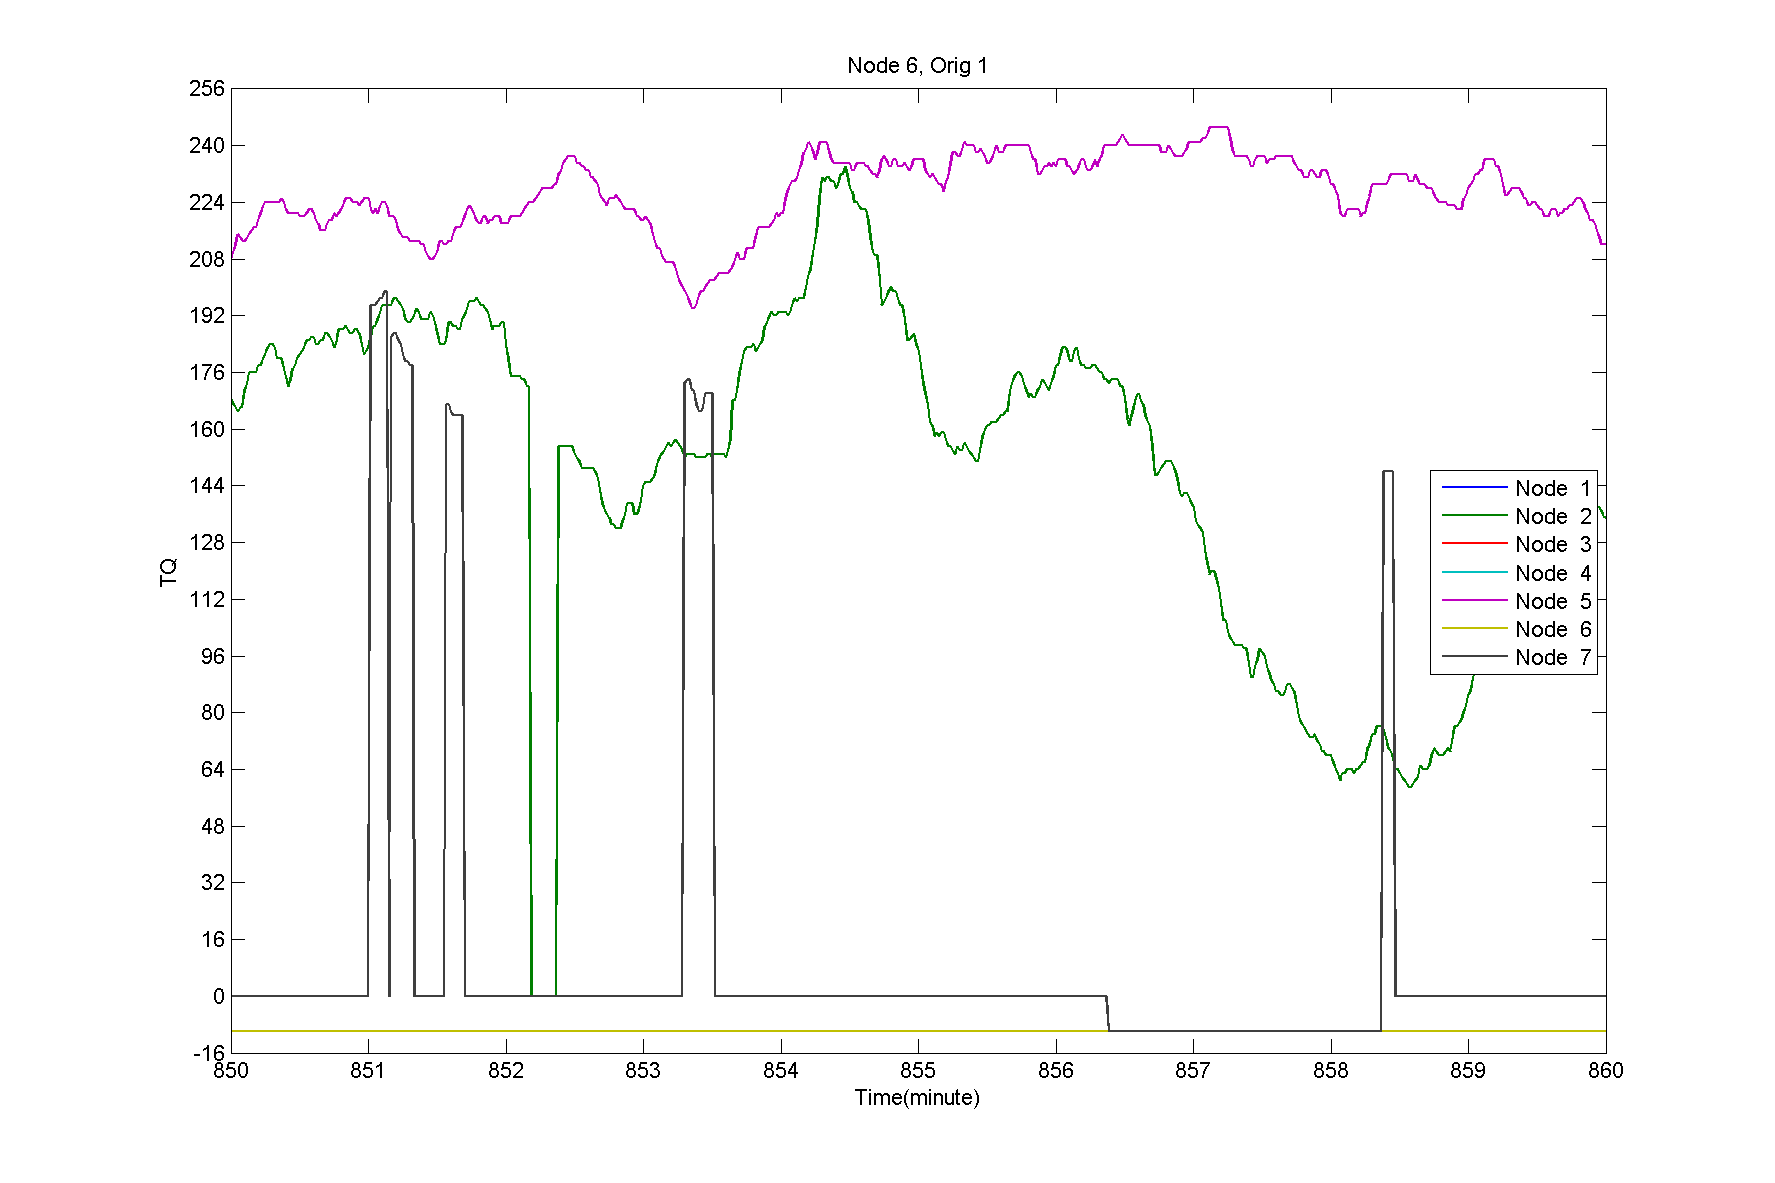 Node 6, Orig 1
256
240
224
208
192
176
160
144
128
112
96
80
64
48
32
16
0
-16
TQ
Node 1
Node 2
Node 3
Node 4
Node 5
Node 6
Node 7
850 851 852 853 854 855 856 857 858 859 860
Time(minute)